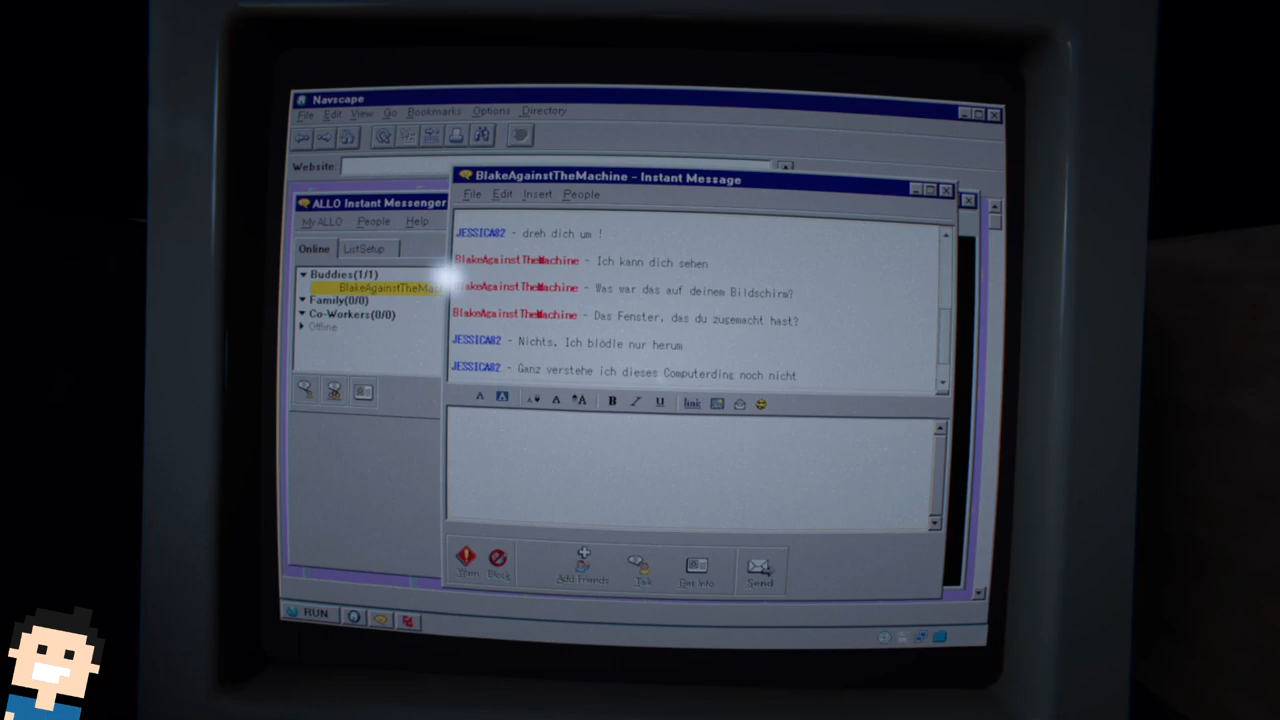 Navscape
File Edit View Go Bookmarks Options Directory
Website:
BlakeAgainstTheMachine - Instant Message
File Edit Insert People
ALLO Instant Messenger
My ALLO People Help
Online ListSetup
Buddies(1/1)
BlakeAgainstTheMac
Family(0/0)
Co-Workers(0/0)
Offline
JESSICA82 - dreh dich um !
BlakeAgainstTheMachine - Ich kann dich sehen
BlakeAgainstTheMachine - Was war das auf deinem Bildschirm?
BlakeAgainstTheMachine - Das Fenster, das du zugemacht hast?
JESSICA82 - Nichts. Ich blödle nur herum
JESSICA82 - Ganz verstehe ich dieses Computerding noch nicht
A A A A A B I U link
Warn Block Add Friends Talk Get Info Send
RUN